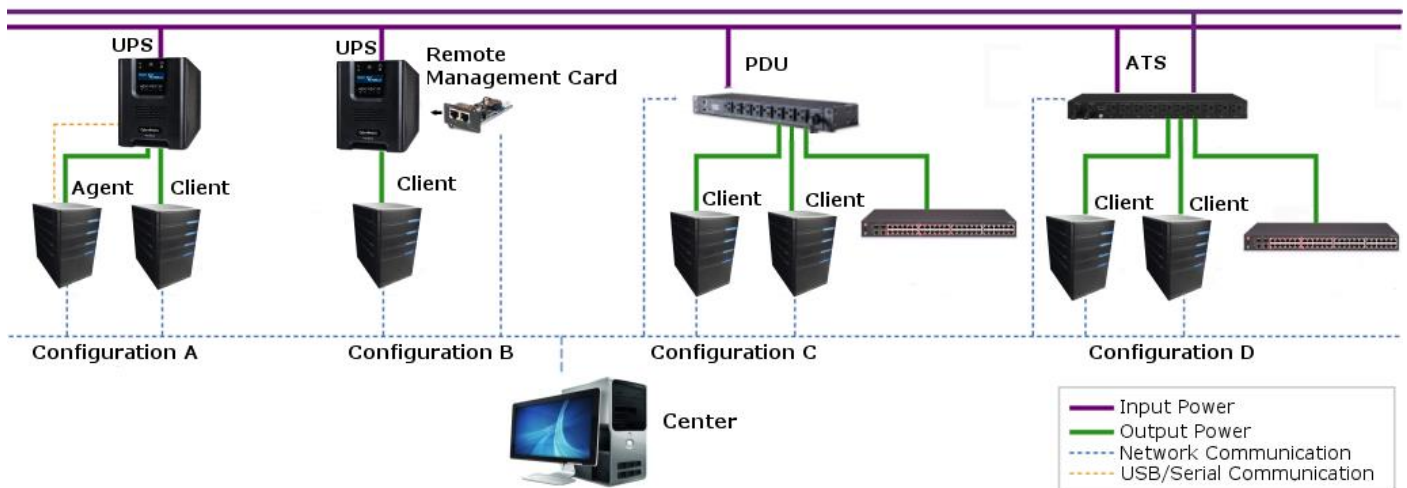 UPS
UPS
Remote
Management Card
PDU
ATS
Agent
Client
Client
Client
Client
Client
Client
Configuration A
Configuration B
Configuration C
Configuration D
Center
Input Power
Output Power
Network Communication
USB/Serial Communication